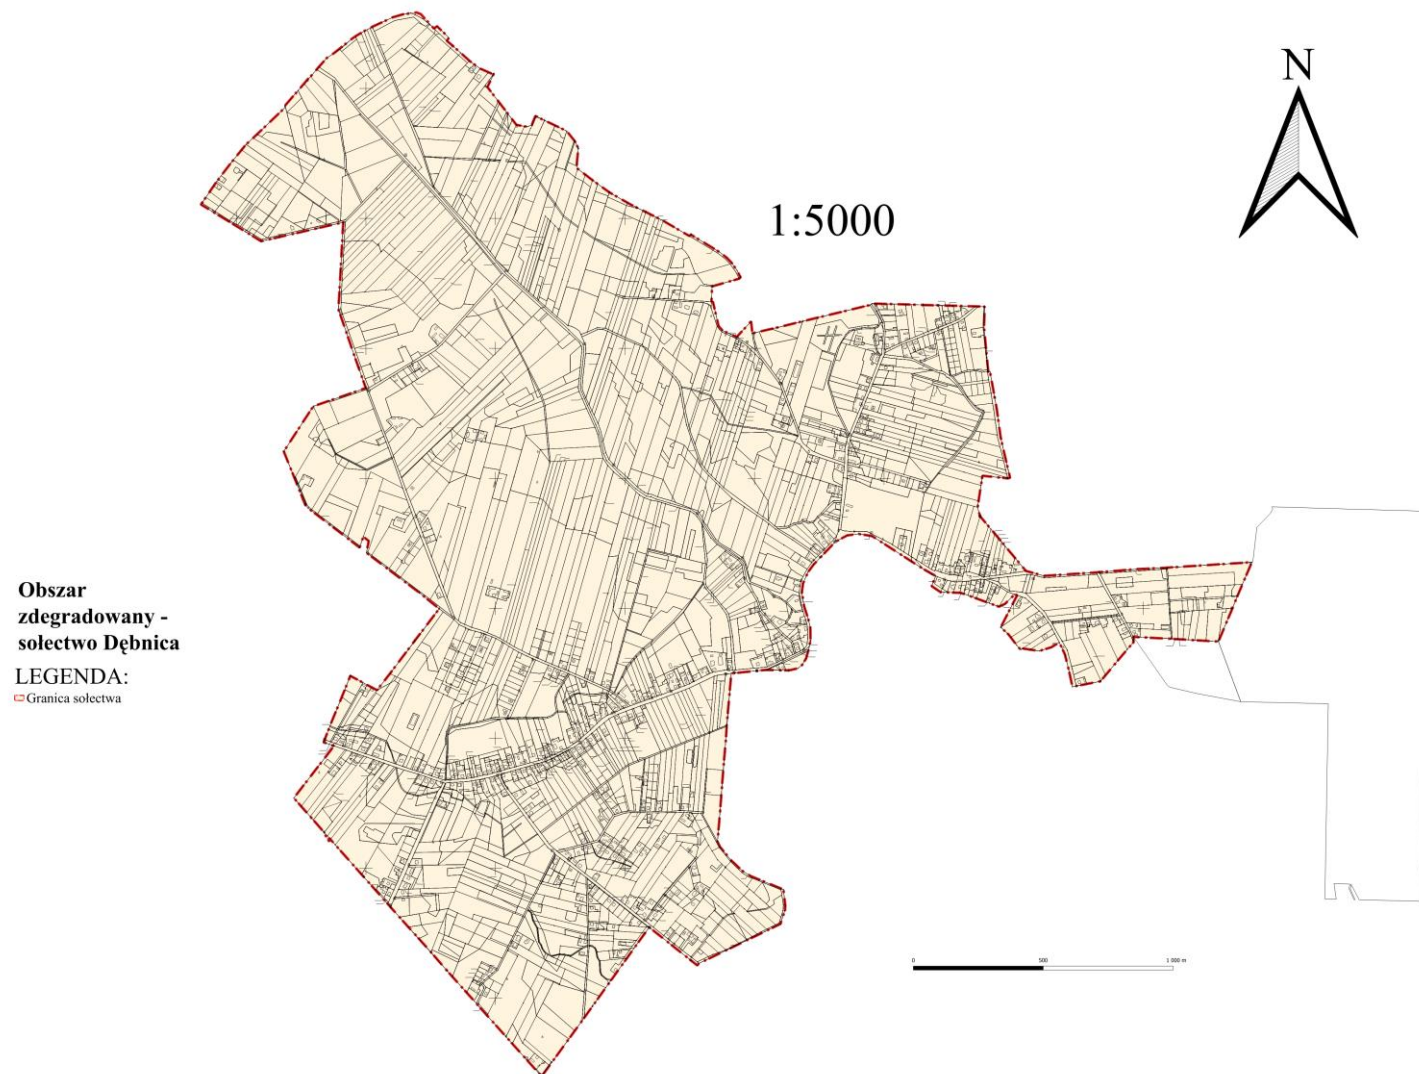 N
1:5000
Obszar
zdegradowany -
sołectwo Dębnica
LEGENDA:
Granica sołectwa
0 500 1 000 m